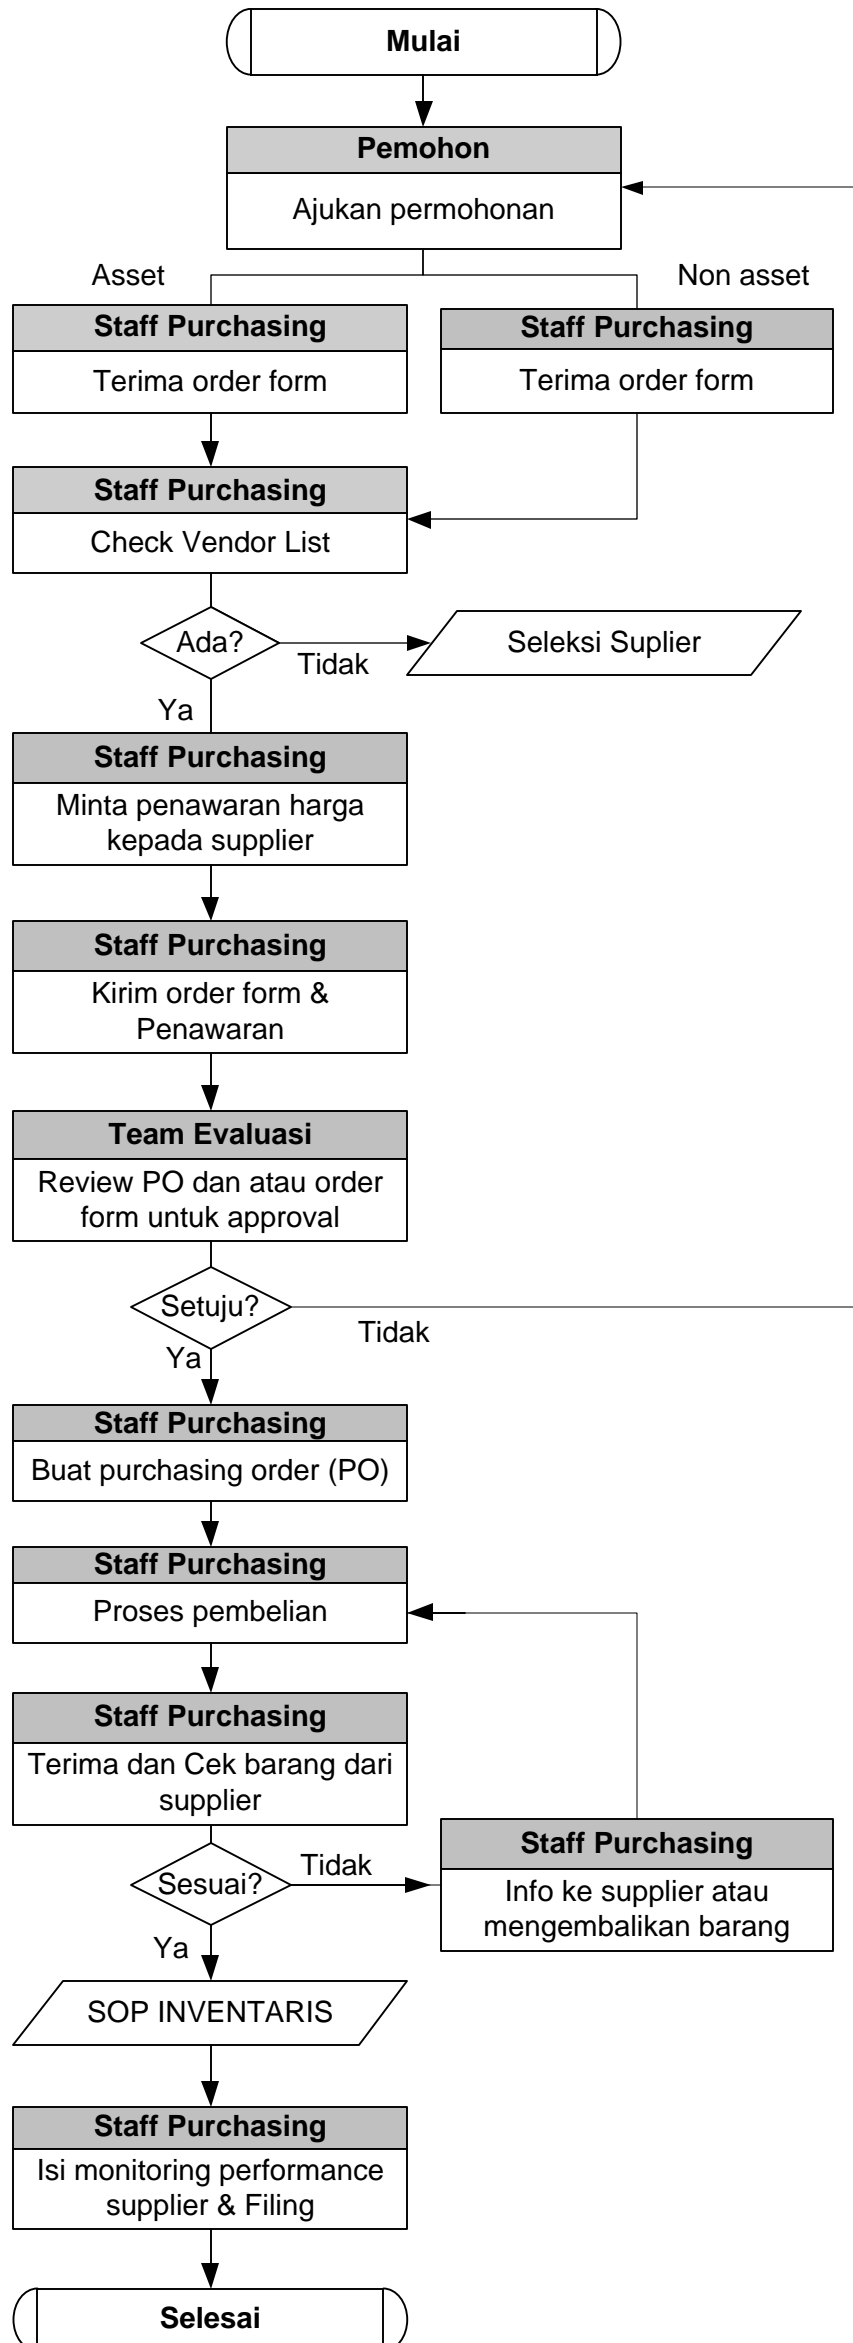 Mulai
Pemohon
Ajukan permohonan
Asset
Non asset
Staff Purchasing
Terima order form
Staff Purchasing
Terima order form
Staff Purchasing
Check Vendor List
Ada?
Tidak
Seleksi Suplier
Ya
Staff Purchasing
Minta penawaran harga
kepada supplier
Staff Purchasing
Kirim order form &
Penawaran
Team Evaluasi
Review PO dan atau order
form untuk approval
Setuju?
Tidak
Ya
Staff Purchasing
Buat purchasing order (PO)
Staff Purchasing
Proses pembelian
Staff Purchasing
Terima dan Cek barang dari
supplier
Sesuai?
Tidak
Staff Purchasing
Info ke supplier atau
mengembalikan barang
Ya
SOP INVENTARIS
Staff Purchasing
Isi monitoring performance
supplier & Filing
Selesai